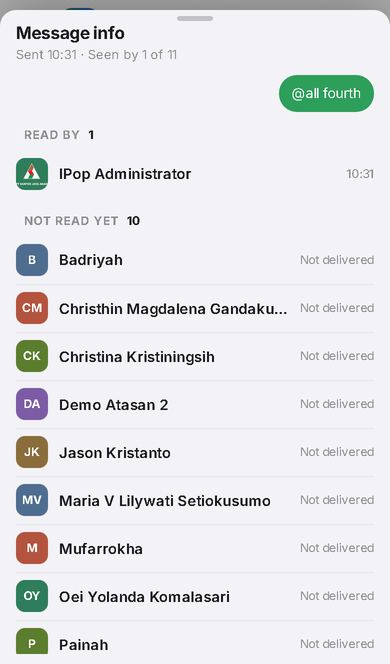 Message info
Sent 10:31 · Seen by 1 of 11
@all fourth
READ BY 1
IPop Administrator 10:31
NOT READ YET 10
B Badriyah Not delivered
CM Christhin Magdalena Gandaku... Not delivered
CK Christina Kristiningsih Not delivered
DA Demo Atasan 2 Not delivered
JK Jason Kristanto Not delivered
MV Maria V Lilywati Setiokusumo Not delivered
M Mufarrokha Not delivered
OY Oei Yolanda Komalasari Not delivered
P Painah Not delivered